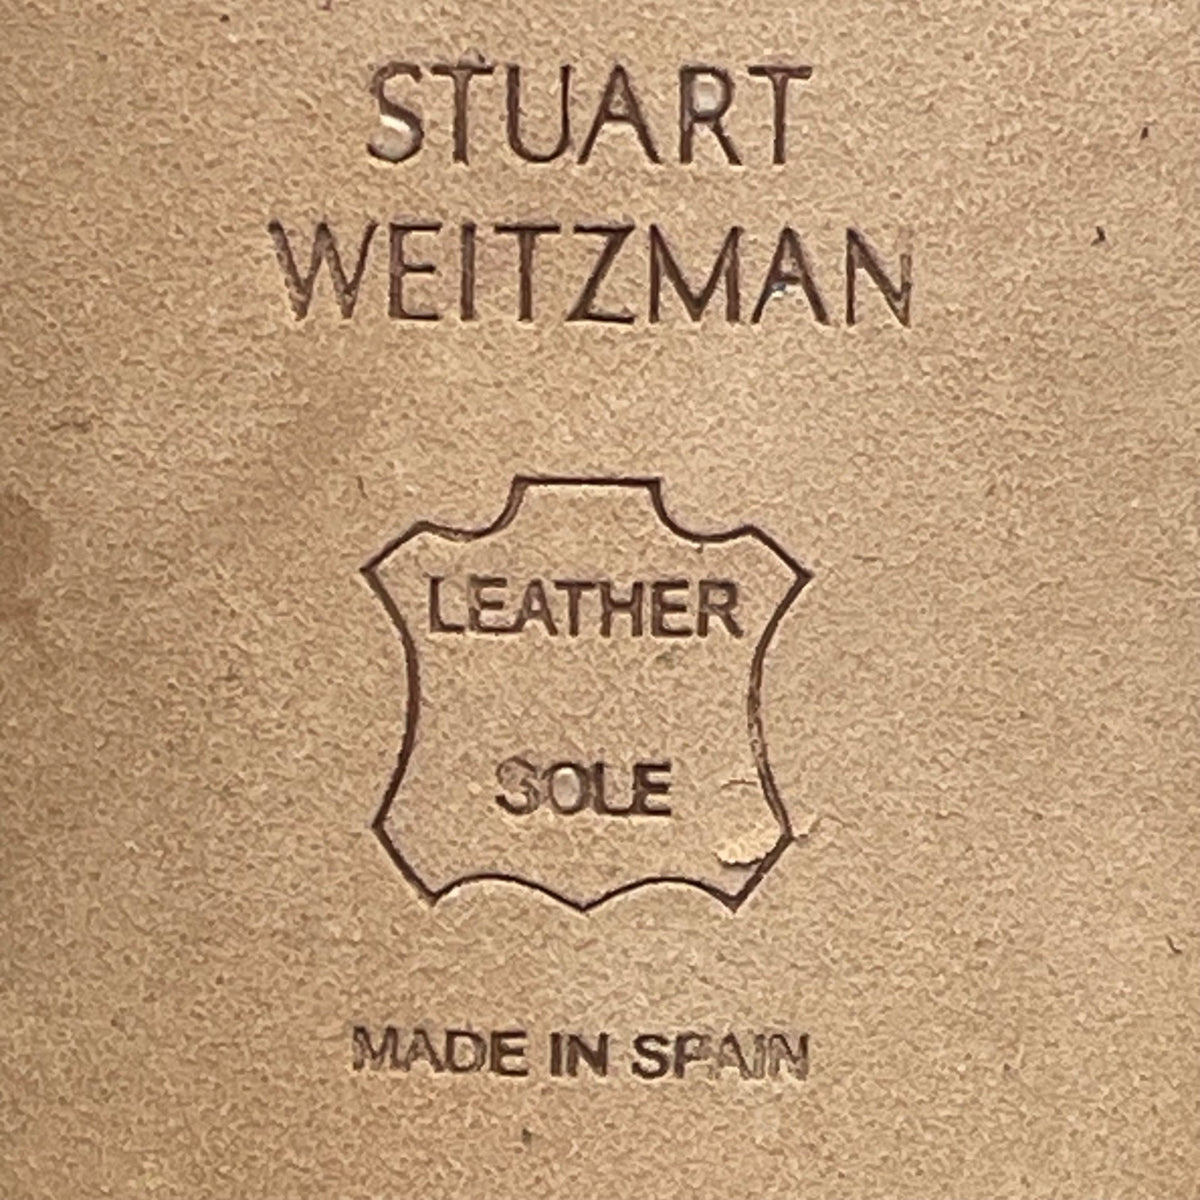 STUART
WEITZMAN
LEATHER
SOLE
MADE IN SPAIN